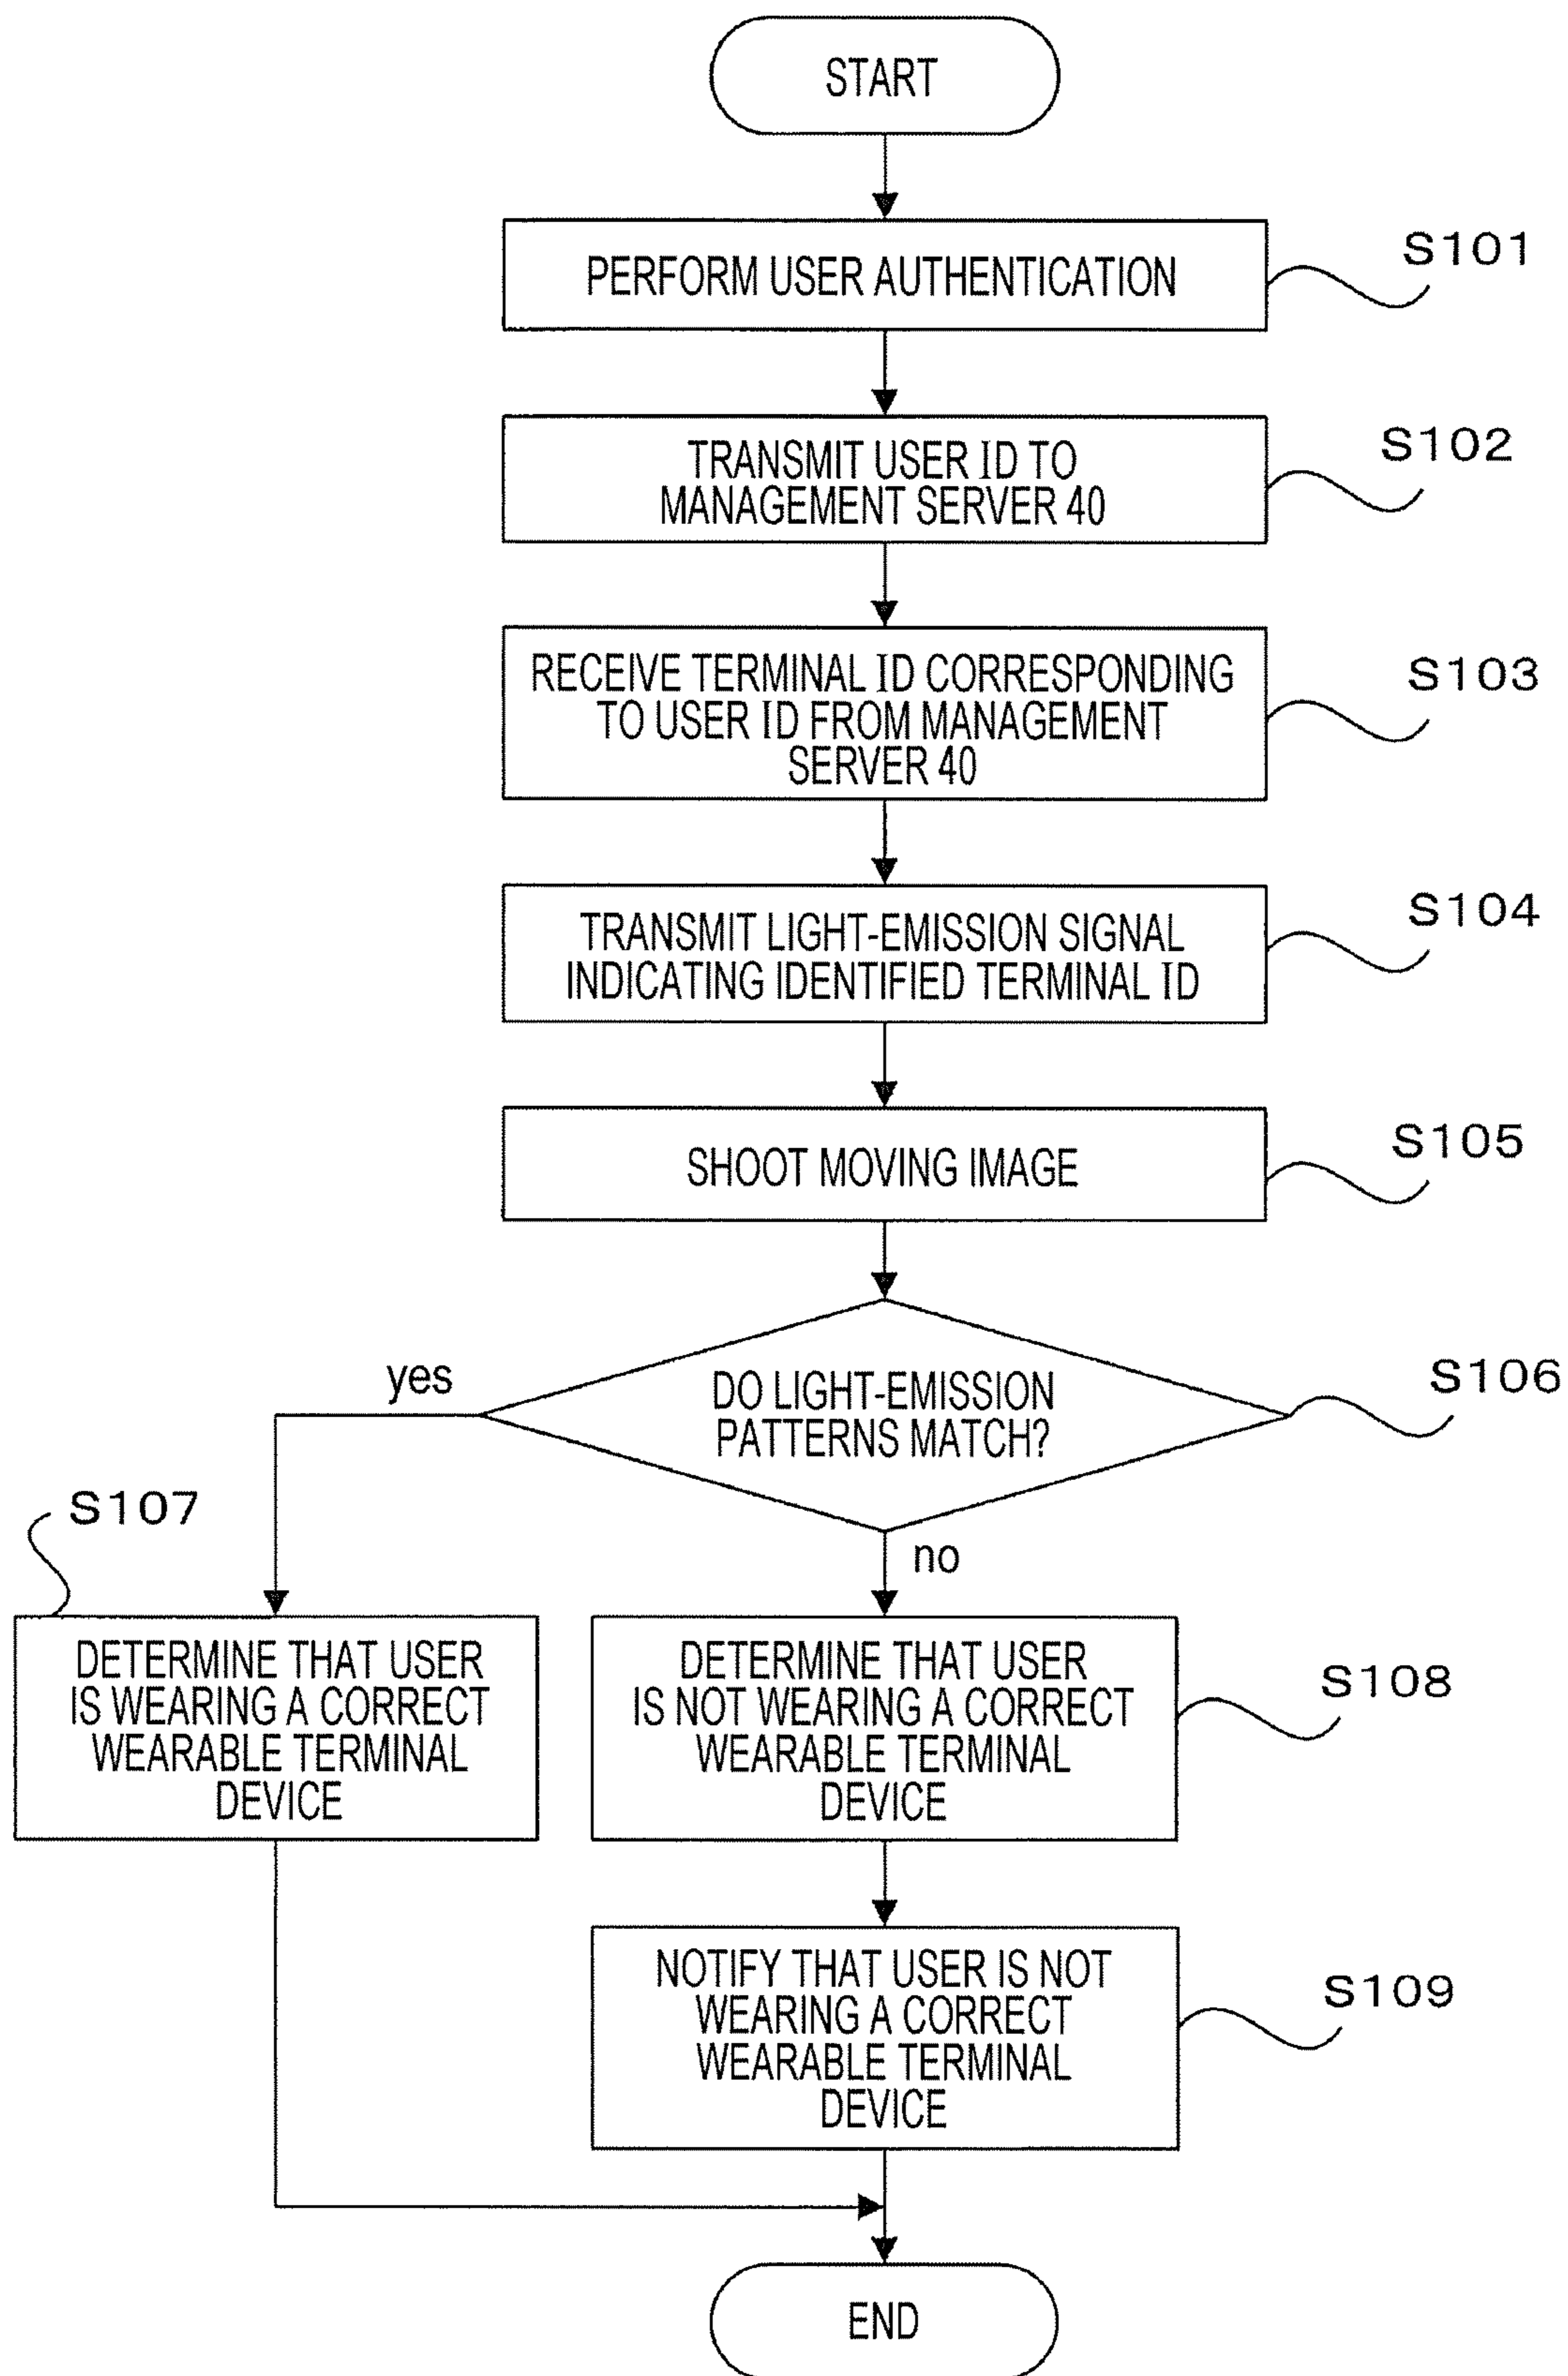 START
PERFORM USER AUTHENTICATION
S101
TRANSMIT USER ID TO
MANAGEMENT SERVER 40
S102
RECEIVE TERMINAL ID CORRESPONDING
TO USER ID FROM MANAGEMENT
SERVER 40
S103
TRANSMIT LIGHT-EMISSION SIGNAL
INDICATING IDENTIFIED TERMINAL ID
S104
SHOOT MOVING IMAGE
S105
DO LIGHT-EMISSION
PATTERNS MATCH?
S106
yes
no
S107
DETERMINE THAT USER
IS WEARING A CORRECT
WEARABLE TERMINAL
DEVICE
DETERMINE THAT USER
IS NOT WEARING A CORRECT
WEARABLE TERMINAL
DEVICE
S108
NOTIFY THAT USER IS NOT
WEARING A CORRECT
WEARABLE TERMINAL
DEVICE
S109
END